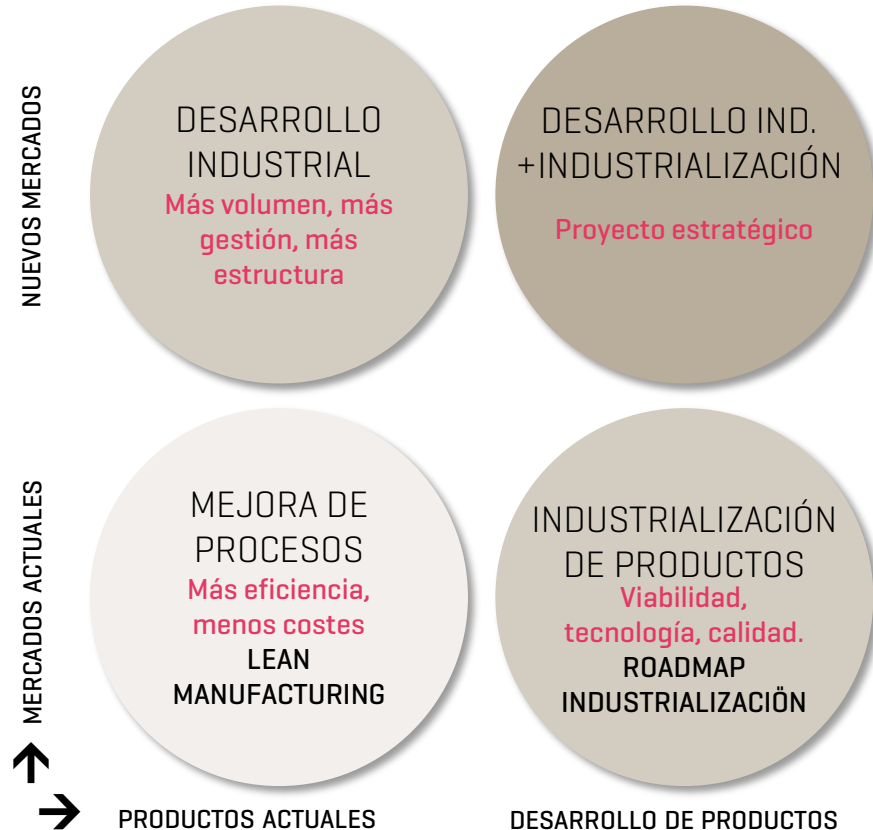 NUEVOS MERCADOS
DESARROLLO
INDUSTRIAL
Más volumen, más
gestión, más
estructura
DESARROLLO IND.
+INDUSTRIALIZACIÓN
Proyecto estratégico
MERCADOS ACTUALES
MEJORA DE
PROCESOS
Más eficiencia,
menos costes
LEAN
MANUFACTURING
INDUSTRIALIZACIÓN
DE PRODUCTOS
Viabilidad,
tecnología, calidad.
ROADMAP
INDUSTRIALIZACIÖN
PRODUCTOS ACTUALES
DESARROLLO DE PRODUCTOS